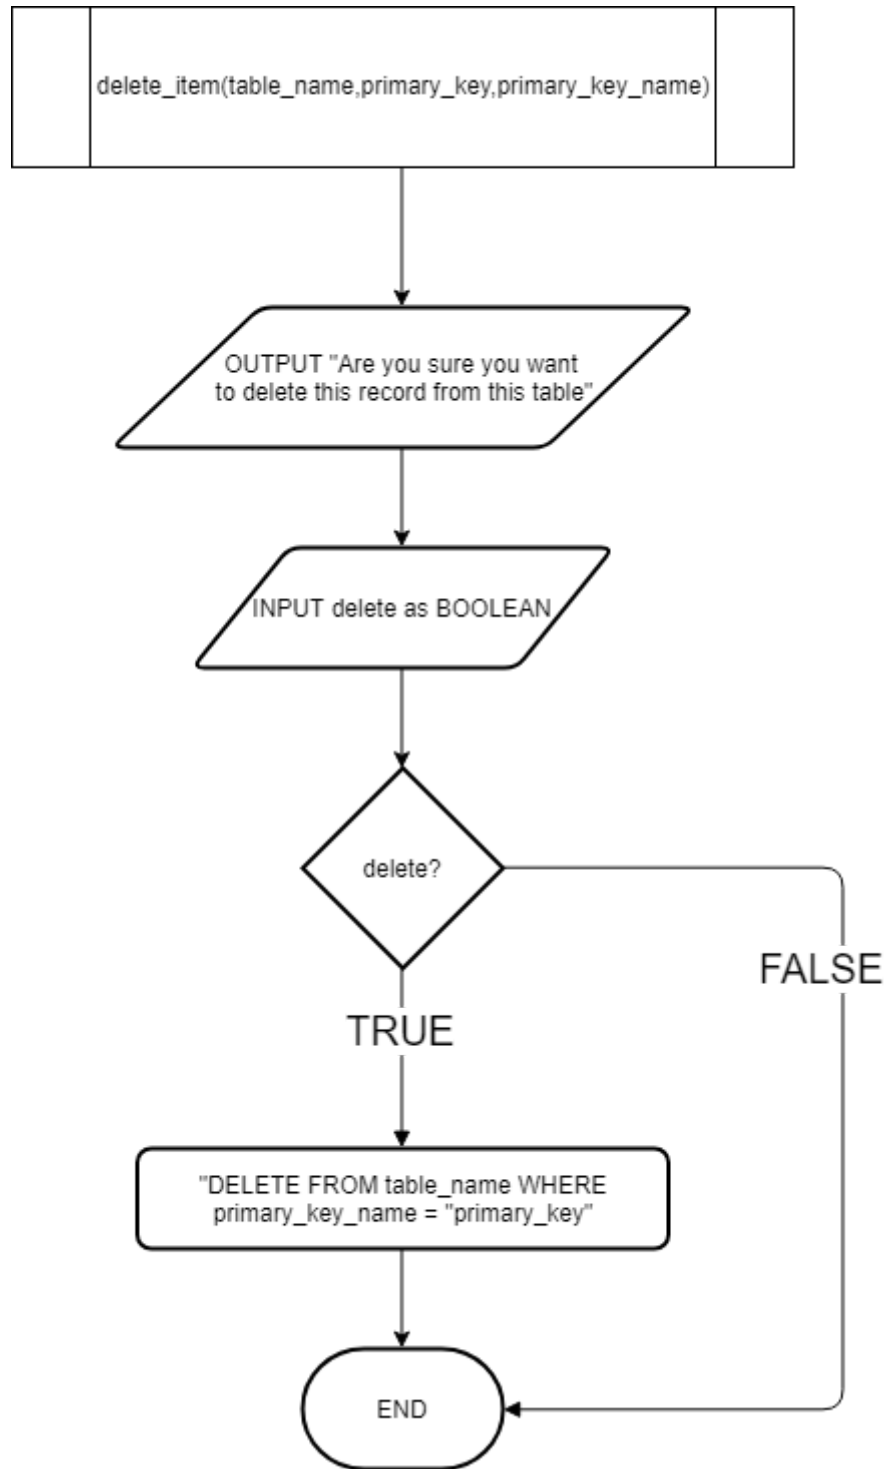 delete_item(table_name,primary_key,primary_key_name)
OUTPUT "Are you sure you want
to delete this record from this table"
INPUT delete as BOOLEAN
delete?
FALSE
TRUE
"DELETE FROM table_name WHERE
primary_key_name = "primary_key"
END